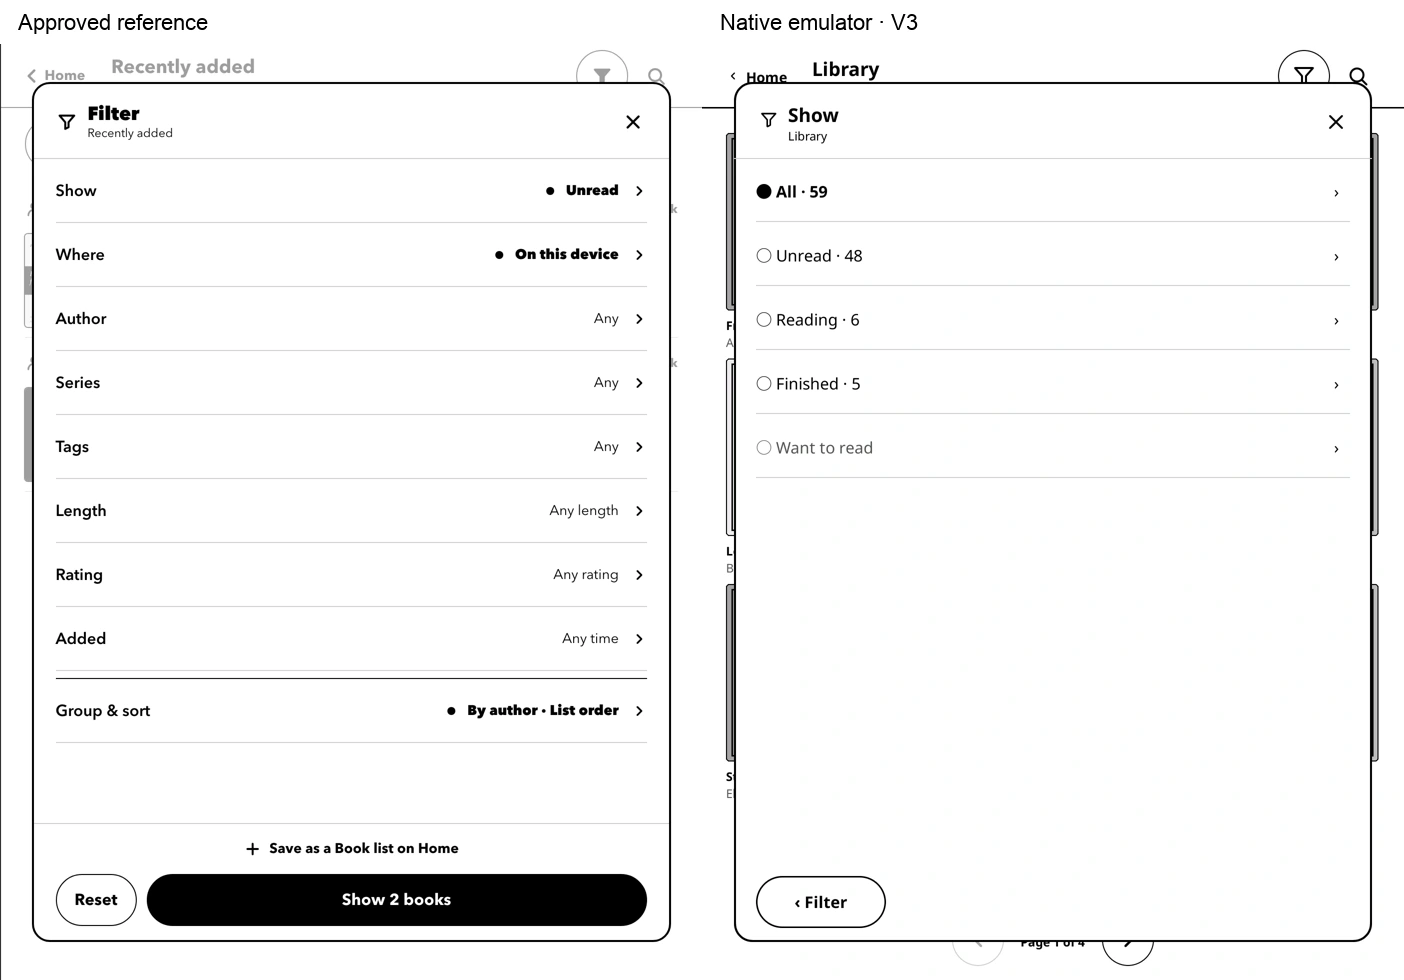 Approved reference
Home
Recently added
Filter
Recently added
Show
Unread
Where
On this device
Author
Any
Series
Any
Tags
Any
Length
Any length
Rating
Any rating
Added
Any time
Group & sort
By author · List order
Save as a Book list on Home
Reset
Show 2 books
Native emulator · V3
‹ Home
Library
Show
Library
All · 59
›
Unread · 48
›
Reading · 6
›
Finished · 5
›
Want to read
›
‹ Filter
Page 1 of 4